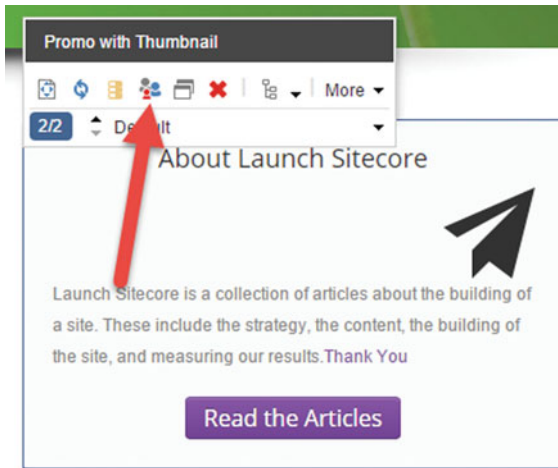 Promo with Thumbnail
More
2/2 Default
About Launch Sitecore
Launch Sitecore is a collection of articles about the building of
a site. These include the strategy, the content, the building of
the site, and measuring our results.Thank You
Read the Articles